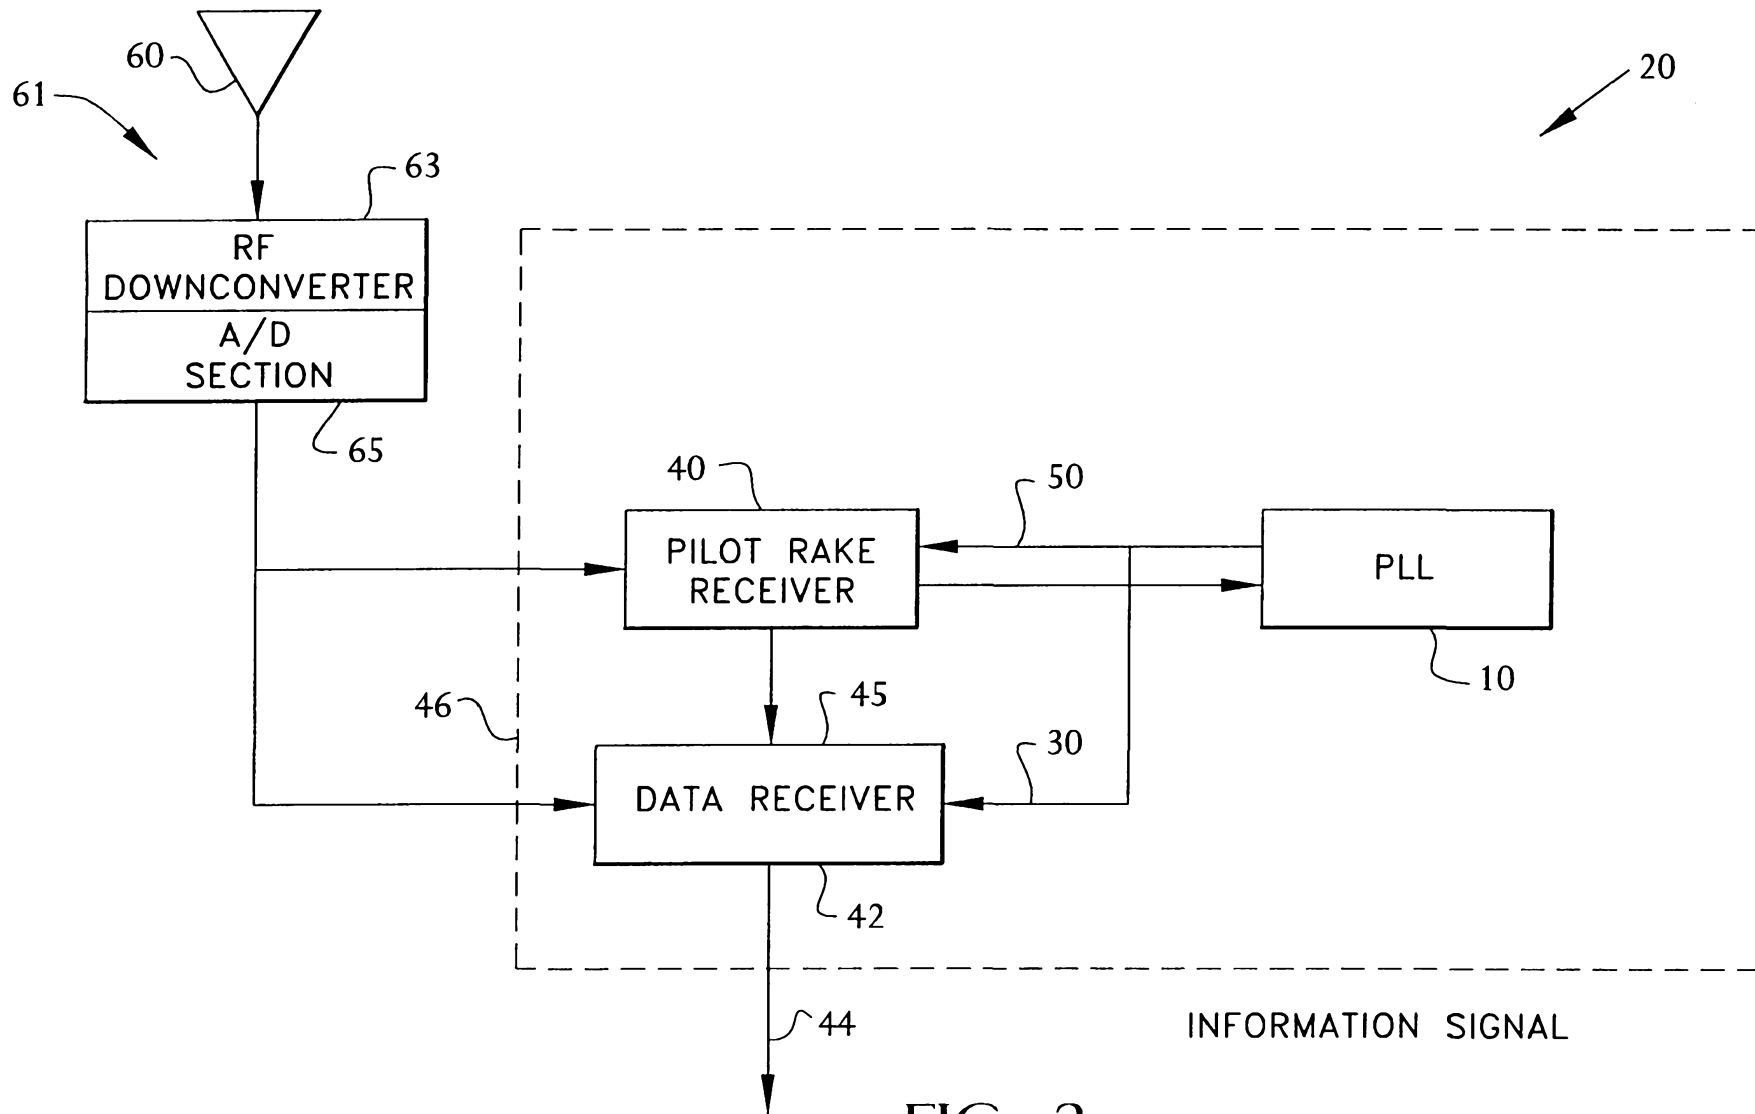 60
20
61
63
RF
DOWNCONVERTER
A/D
SECTION
65
40
50
PILOT RAKE
RECEIVER
PLL
10
46
45
30
DATA RECEIVER
42
44
INFORMATION SIGNAL
FIG.